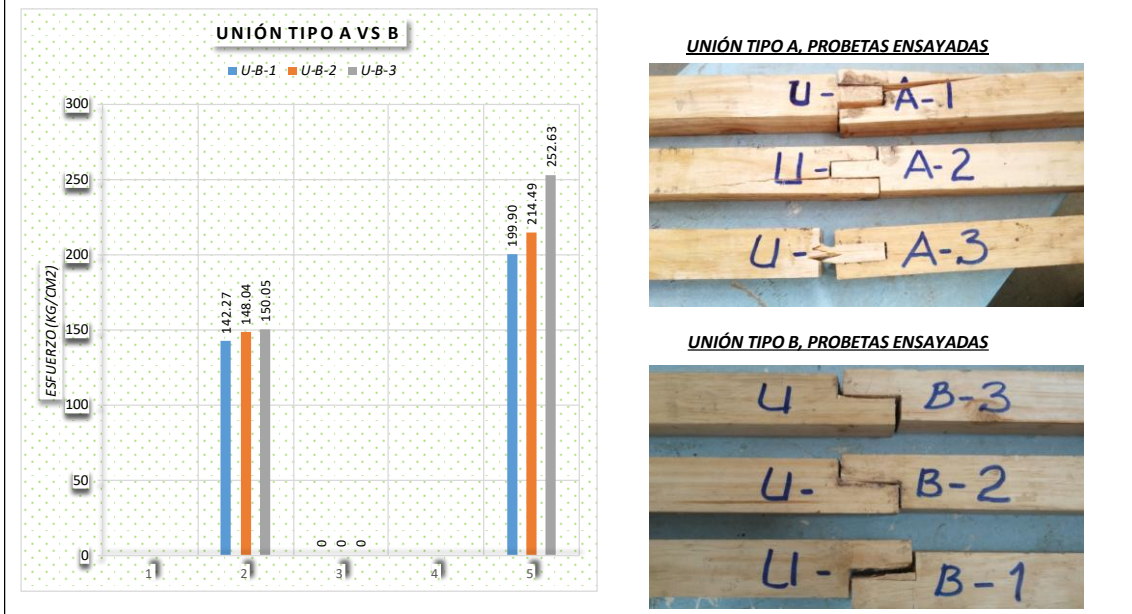 UNIÓN TIPO A VS B
U-B-1 U-B-2 U-B-3
ESFUERZO (KG/CM2)
300
250
200
150
100
50
0
142.27 148.04 150.05
0 0 0
199.90 214.49 252.63
1 2 3 4 5
UNIÓN TIPO A, PROBETAS ENSAYADAS
U- A-1
U- A-2
U- A-3
UNIÓN TIPO B, PROBETAS ENSAYADAS
U B-3
U- B-2
U- B-1